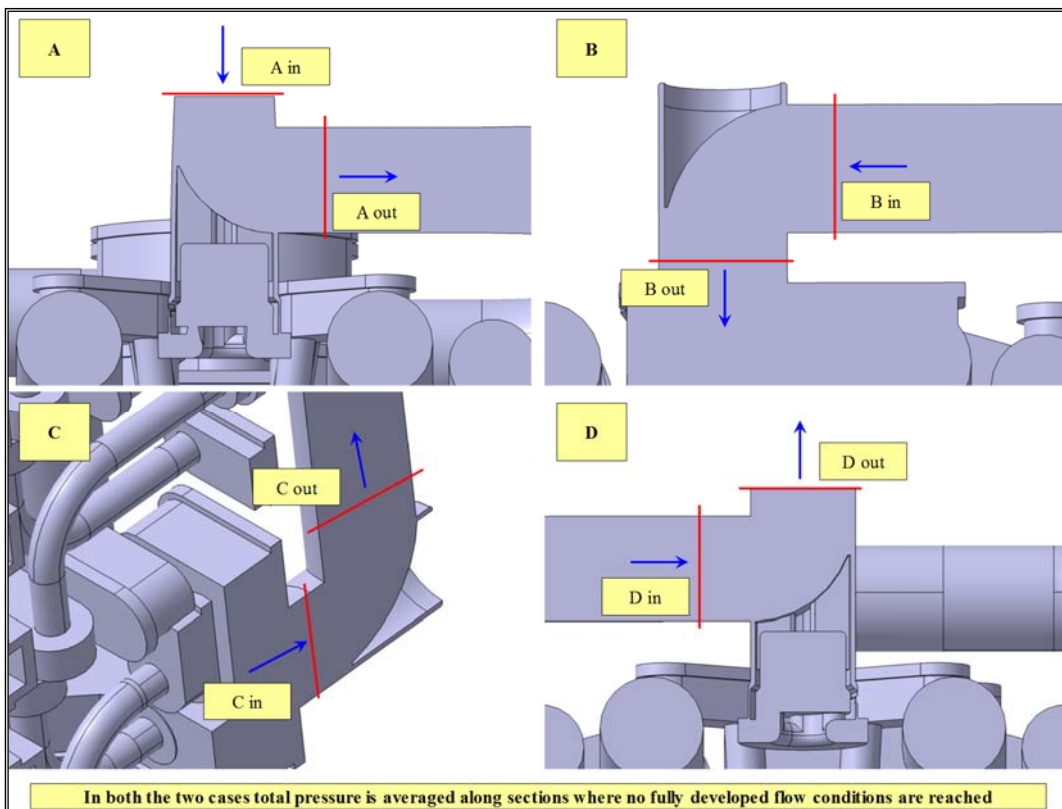 A
A in
A out
B
B in
B out
C
C out
C in
D
D out
D in
In both the two cases total pressure is averaged along sections where no fully developed flow conditions are reached